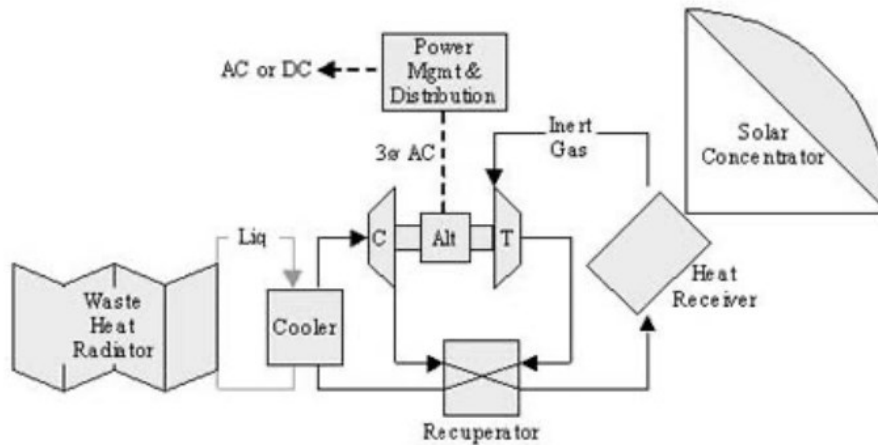 Power
Mgmt &
Distribution
AC or DC
3ø AC
Inert
Gas
Solar
Concentrator
C
Alt
T
Liq
Waste
Heat
Radiator
Cooler
Heat
Receiver
Recuperator